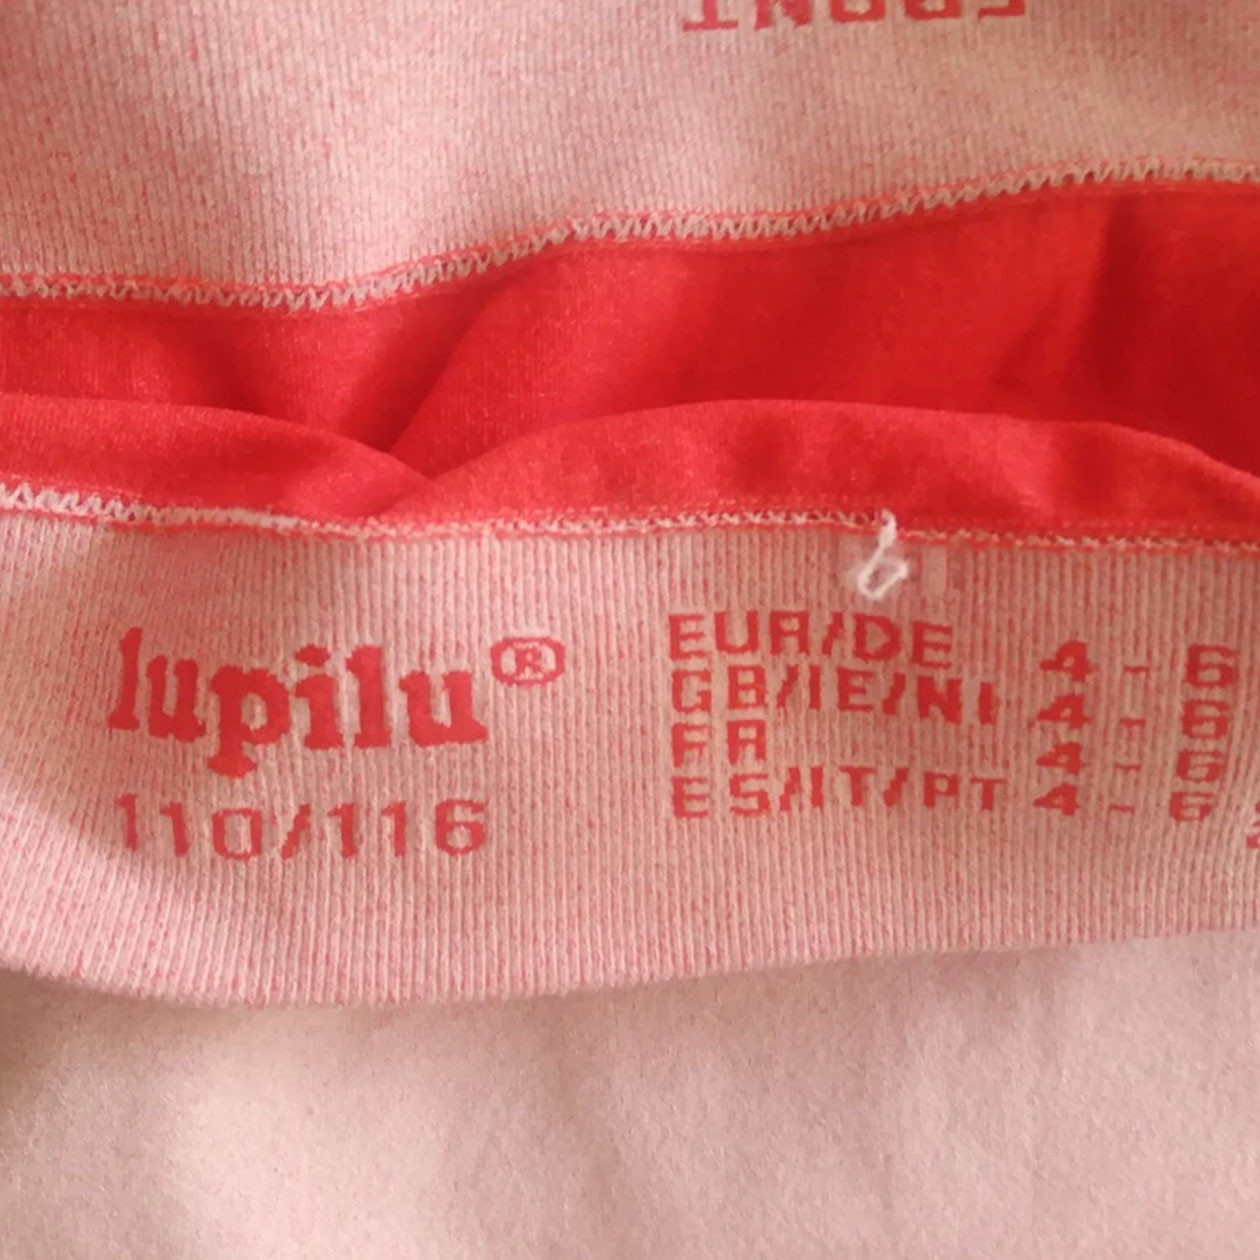 FRONT
lupilu®
110/116
EUR/DE 4 - 6
GB/IE/NI 4 - 6
FR 4 - 6
ES/IT/PT 4 - 6